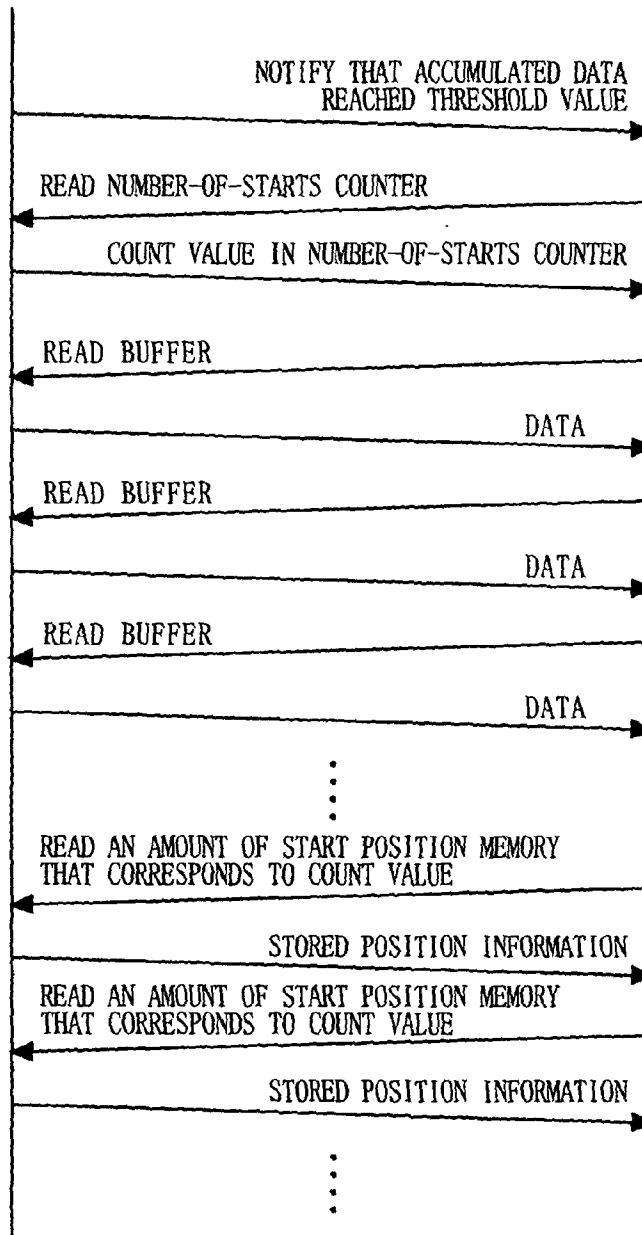 NOTIFY THAT ACCUMULATED DATA
REACHED THRESHOLD VALUE
READ NUMBER-OF-STARTS COUNTER
COUNT VALUE IN NUMBER-OF-STARTS COUNTER
READ BUFFER
DATA
READ BUFFER
DATA
READ BUFFER
DATA
READ AN AMOUNT OF START POSITION MEMORY
THAT CORRESPONDS TO COUNT VALUE
STORED POSITION INFORMATION
READ AN AMOUNT OF START POSITION MEMORY
THAT CORRESPONDS TO COUNT VALUE
STORED POSITION INFORMATION